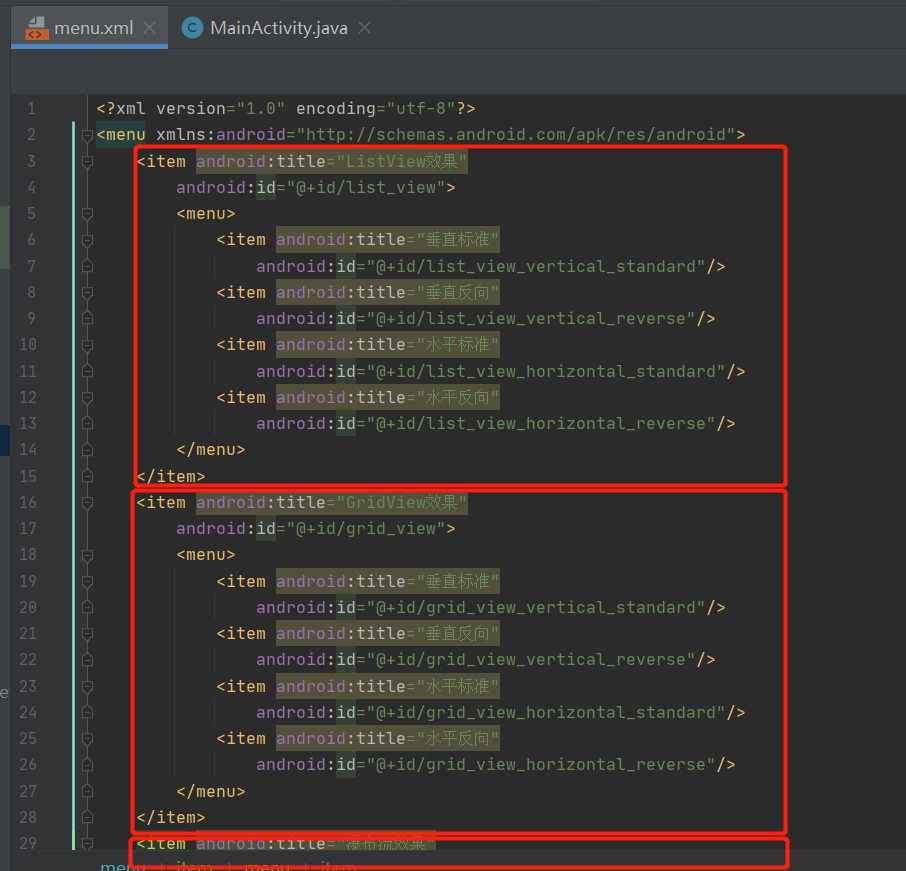 menu.xml MainActivity.java
1 <?xml version="1.0" encoding="utf-8"?>
2 <menu xmlns:android="http://schemas.android.com/apk/res/android">
3 <item android:title="ListView效果"
4 android:id="@+id/list_view">
5 <menu>
6 <item android:title="垂直标准"
7 android:id="@+id/list_view_vertical_standard"/>
8 <item android:title="垂直反向"
9 android:id="@+id/list_view_vertical_reverse"/>
10 <item android:title="水平标准"
11 android:id="@+id/list_view_horizontal_standard"/>
12 <item android:title="水平反向"
13 android:id="@+id/list_view_horizontal_reverse"/>
14 </menu>
15 </item>
16 <item android:title="GridView效果"
17 android:id="@+id/grid_view">
18 <menu>
19 <item android:title="垂直标准"
20 android:id="@+id/grid_view_vertical_standard"/>
21 <item android:title="垂直反向"
22 android:id="@+id/grid_view_vertical_reverse"/>
23 <item android:title="水平标准"
24 android:id="@+id/grid_view_horizontal_standard"/>
25 <item android:title="水平反向"
26 android:id="@+id/grid_view_horizontal_reverse"/>
27 </menu>
28 </item>
29 <item android:title="瀑布流效果"
menu item menu item